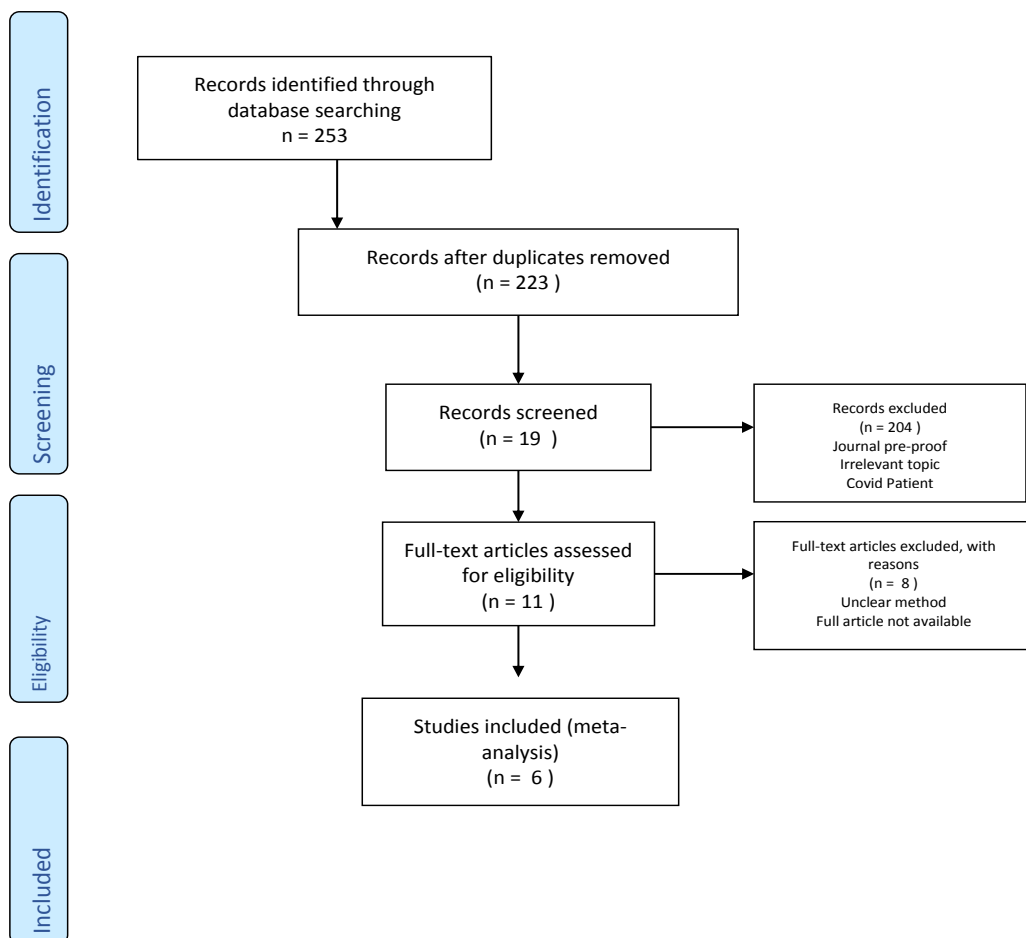 Identification
Records identified through
database searching
n = 253
Records after duplicates removed
(n = 223 )
Screening
Records screened
(n = 19 )
Records excluded
(n = 204 )
Journal pre-proof
Irrelevant topic
Covid Patient
Eligibility
Full-text articles assessed
for eligibility
(n = 11 )
Full-text articles excluded, with
reasons
(n = 8 )
Unclear method
Full article not available
Included
Studies included (meta-
analysis)
(n = 6 )